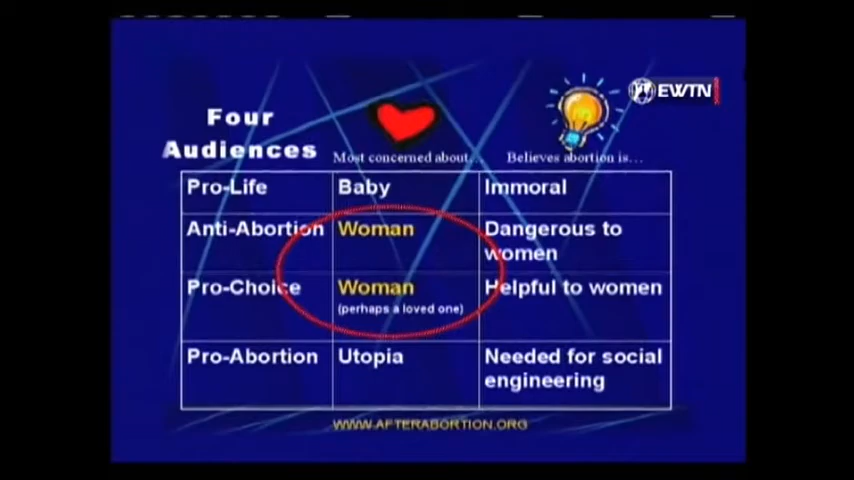 EWTN
Four
Audiences
Most concerned about...
Believes abortion is...
Pro-Life
Baby
Immoral
Anti-Abortion
Woman
Dangerous to
women
Pro-Choice
Woman
(perhaps a loved one)
Helpful to women
Pro-Abortion
Utopia
Needed for social
engineering
WWW.AFTERABORTION.ORG